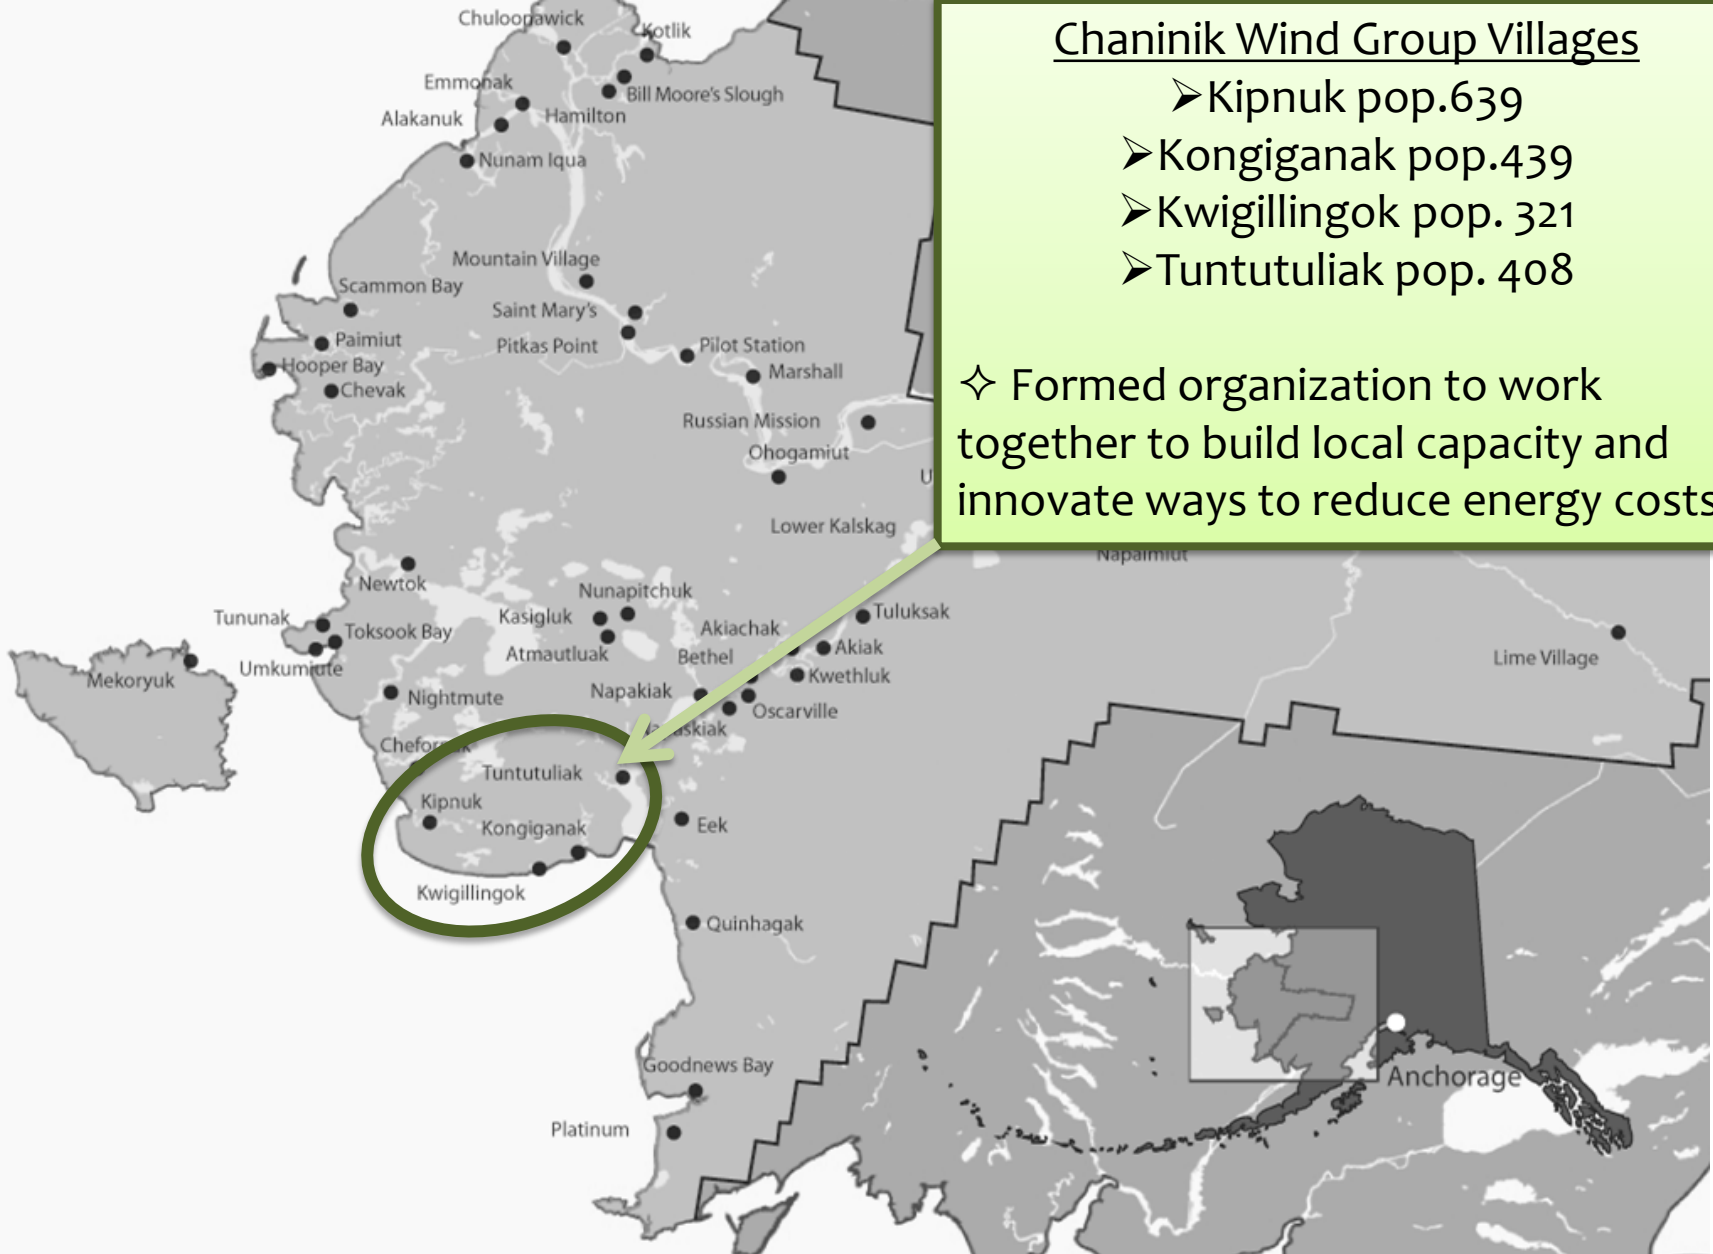 Chaninik Wind Group Villages
➢Kipnuk pop.639
➢Kongiganak pop.439
➢Kwigillingok pop. 321
➢Tuntutuliak pop. 408
✧ Formed organization to work
together to build local capacity and
innovate ways to reduce energy costs
Chuloopawick
Kotlik
Emmonak
Bill Moore's Slough
Alakanuk
Hamilton
Nunam Iqua
Mountain Village
Scammon Bay
Saint Mary's
Paimiut
Pitkas Point
Pilot Station
Hooper Bay
Marshall
Chevak
Russian Mission
Ohogamiut
U
Lower Kalskag
Napaimiut
Newtok
Nunapitchuk
Tununak
Kasigluk
Tuluksak
Toksook Bay
Akiachak
Akiak
Atmautluak
Bethel
Lime Village
Umkumiute
Mekoryuk
Kwethluk
Nightmute
Napakiak
Oscarville
Tuntutuliak
Kipnuk
Kongiganak
Eek
Kwigillingok
Quinhagak
Goodnews Bay
Anchorage
Platinum